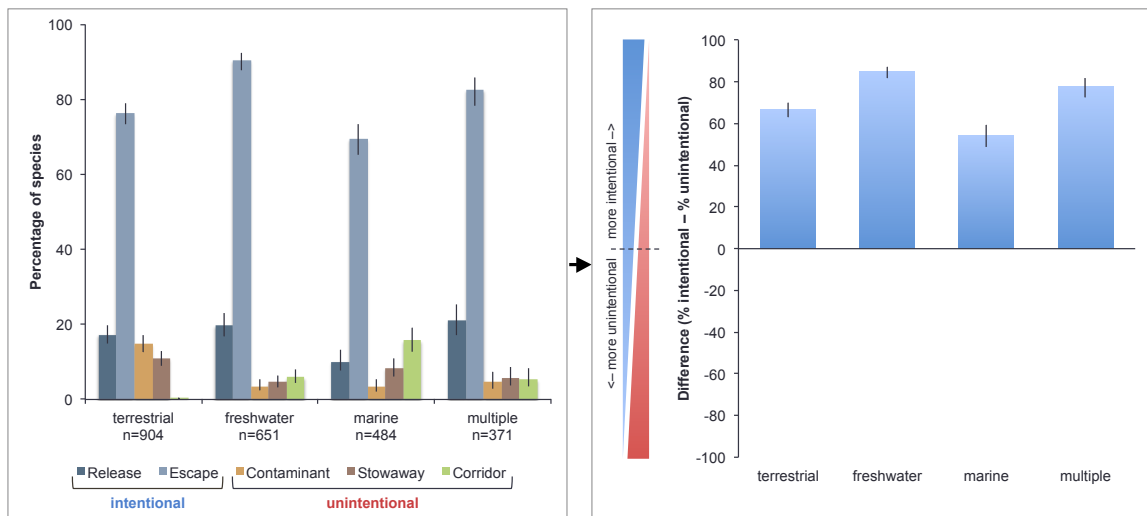 100
80
60
40
20
0
Percentage of species
terrestrial
n=904
freshwater
n=651
marine
n=484
multiple
n=371
Release
Escape
Contaminant
Stowaway
Corridor
intentional
unintentional
<-- more unintentional - more intentional -->
Difference (% intentional – % unintentional)
100
80
60
40
20
0
-20
-40
-60
-80
-100
terrestrial
freshwater
marine
multiple